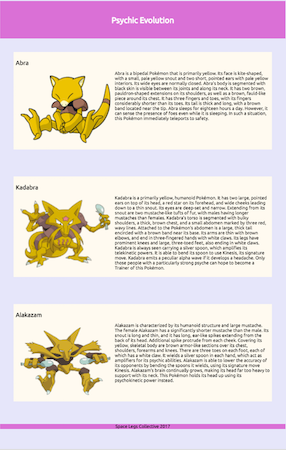 Psychic Evolution
Abra
Abra is a bipedal Pokémon that is primarily yellow. Its face is kite-shaped,
with a small, pale yellow snout and two short, pointed ears with pale yellow
interiors. Its wide eyes are normally closed. Abra's body is segmented with
black skin is visible between its joints and along its neck. It has two brown,
pauldron-shaped extensions on its shoulders, as well as a brown, fauld-like
piece around its chest. It has three fingers and toes, with its fingers
considerably shorter than its toes. Its tail is thick and long, with a brown
band located near the tip. Abra sleeps for eighteen hours a day. However, it
can sense the presence of foes even while it is sleeping. In such a situation,
this Pokémon immediately teleports to safety.
Kadabra
Kadabra is a primarily yellow, humanoid Pokémon. It has two large, pointed
ears on top of its head, a red star on its forehead, and wide cheeks leading
down to a thin snout. Its eyes are deep-set and narrow. Extending from its
snout are two mustache-like tufts of fur, with males having longer
mustaches than females. Kadabra's torso is segmented with bulky
shoulders, a thick, brown chest, and a small abdomen marked by three red,
wavy lines. Attached to the Pokémon's abdomen is a large, thick tail
encircled with a brown band near its base. Its arms are thin with brown
elbows, and end in three-fingered hands with white claws. Its legs have
prominent knees and large, three-toed feet, also ending in white claws.
Kadabra is always seen carrying a silver spoon, which amplifies its
telekinetic powers. It is able to bend its spoon to use Kinesis, its signature
move. Kadabra emits a peculiar alpha wave if it develops a headache. Only
those people with a particularly strong psyche can hope to become a
Trainer of this Pokémon.
Alakazam
Alakazam is characterized by its humanoid structure and large mustache.
The female Alakazam has a significantly shorter mustache than the male. Its
snout is long and thin, and it has long, ear-like spikes extending from the
back of its head. Additional spike protrude from each cheek. Covering its
yellow, skeletal body are brown armor-like sections over its chest,
shoulders, forearms and knees. There are three toes on each foot, each of
which has a white claw. It wields a silver spoon in each hand, which act as
amplifiers for its psychic abilities. Alakazam is able to lower the accuracy of
its opponents by bending the spoons it wields, using its signature move
Kinesis. Alakazam's brain continually grows, making its head far too heavy to
support with its neck. This Pokémon holds its head up using its
psychokinetic power instead.
Space Legs Collective 2017